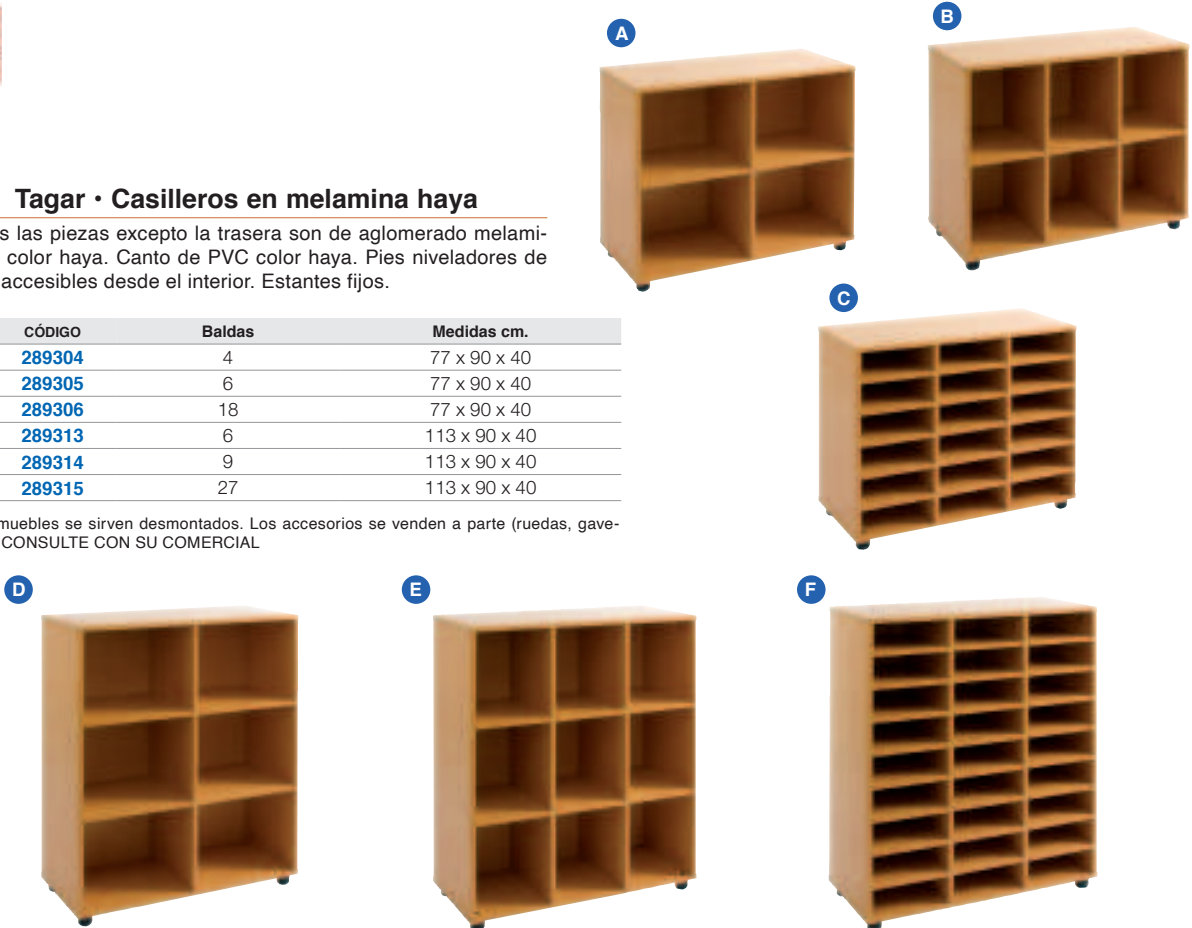 A
B
Tagar • Casilleros en melamina haya
s las piezas excepto la trasera son de aglomerado melami-
color haya. Canto de PVC color haya. Pies niveladores de
accesibles desde el interior. Estantes fijos.
C
CÓDIGO Baldas Medidas cm.
289304 4 77 x 90 x 40
289305 6 77 x 90 x 40
289306 18 77 x 90 x 40
289313 6 113 x 90 x 40
289314 9 113 x 90 x 40
289315 27 113 x 90 x 40
muebles se sirven desmontados. Los accesorios se venden a parte (ruedas, gave-
CONSULTE CON SU COMERCIAL
D
E
F